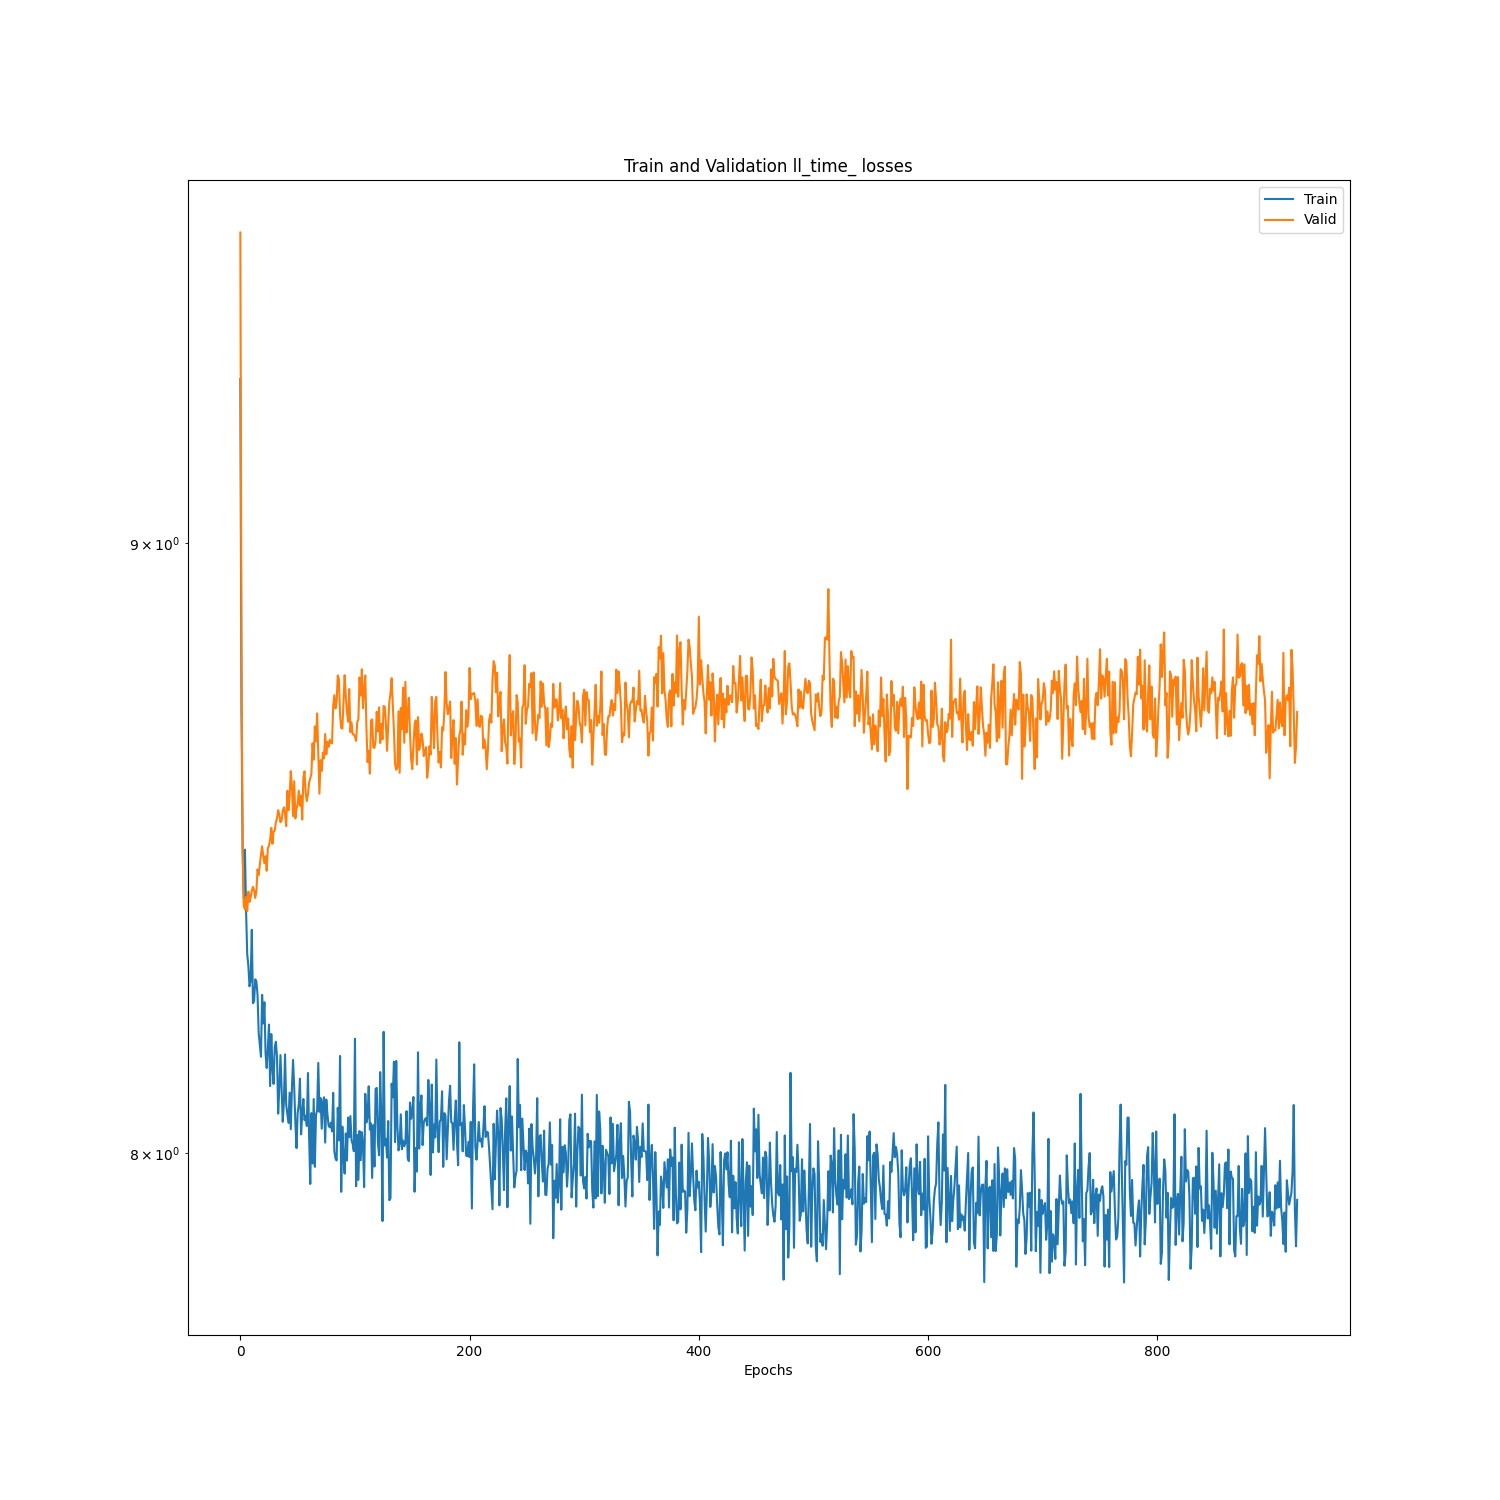 Train and Validation ll_time_ losses
Train
Valid
9 × 10⁰
8 × 10⁰
0 200 400 600 800
Epochs